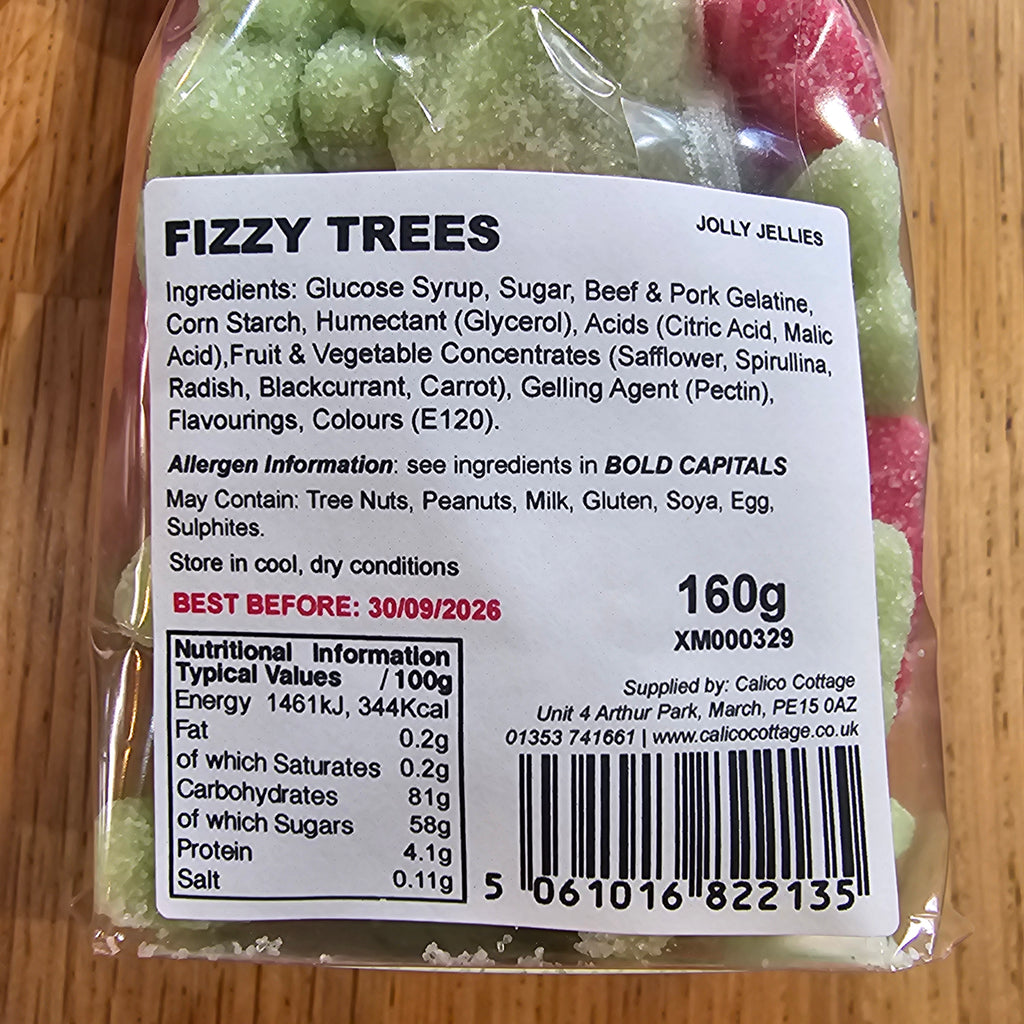 FIZZY TREES
JOLLY JELLIES
Ingredients: Glucose Syrup, Sugar, Beef & Pork Gelatine,
Corn Starch, Humectant (Glycerol), Acids (Citric Acid, Malic
Acid),Fruit & Vegetable Concentrates (Safflower, Spirullina,
Radish, Blackcurrant, Carrot), Gelling Agent (Pectin),
Flavourings, Colours (E120).
Allergen Information: see ingredients in BOLD CAPITALS
May Contain: Tree Nuts, Peanuts, Milk, Gluten, Soya, Egg,
Sulphites.
Store in cool, dry conditions
BEST BEFORE: 30/09/2026
160g
XM000329
Nutritional Information
Typical Values / 100g
Energy 1461kJ, 344Kcal
Fat 0.2g
of which Saturates 0.2g
Carbohydrates 81g
of which Sugars 58g
Protein 4.1g
Salt 0.11g
Supplied by: Calico Cottage
Unit 4 Arthur Park, March, PE15 0AZ
01353 741661 | www.calicocottage.co.uk
5 061016 822135